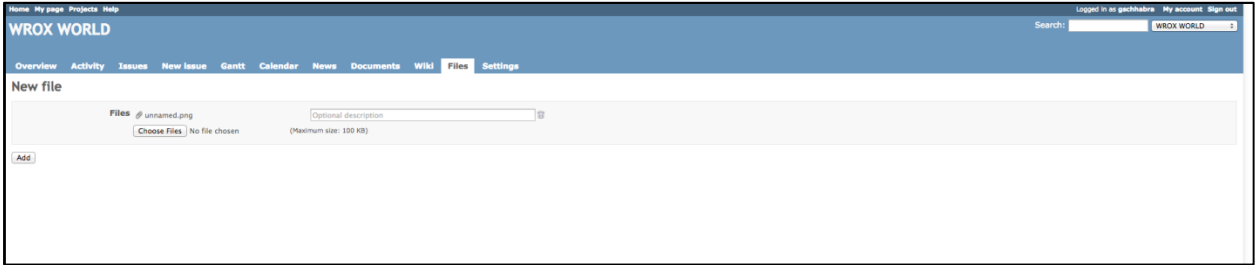 Home My page Projects Help Logged in as gachhabra My account Sign out
WROX WORLD Search: WROX WORLD
Overview Activity Issues New issue Gantt Calendar News Documents Wiki Files Settings
New file
Files unnamed.png Optional description
Choose Files No file chosen (Maximum size: 100 KB)
Add